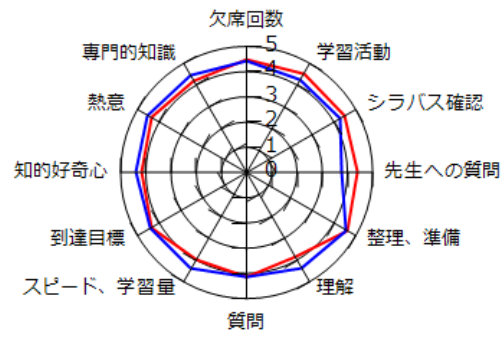 欠席回数
専門的知識
5
学習活動
4
熱意
3
シラバス確認
2
1
知的好奇心
0
先生への質問
到達目標
整理、準備
スピード、学習量
理解
質問